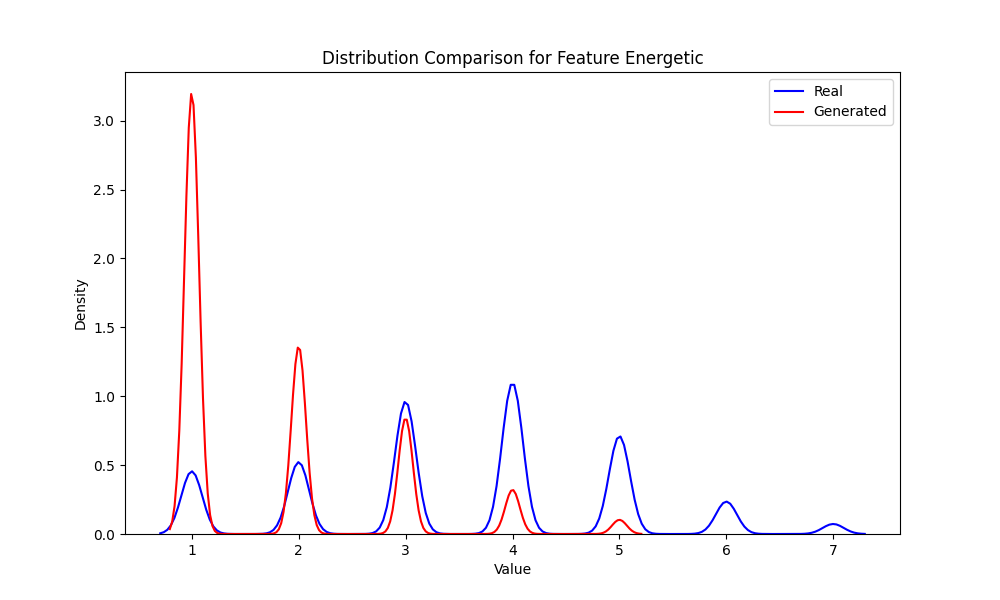 Distribution Comparison for Feature Energetic
Real
Generated
3.0
2.5
2.0
1.5
1.0
0.5
0.0
Density
1 2 3 4 5 6 7
Value